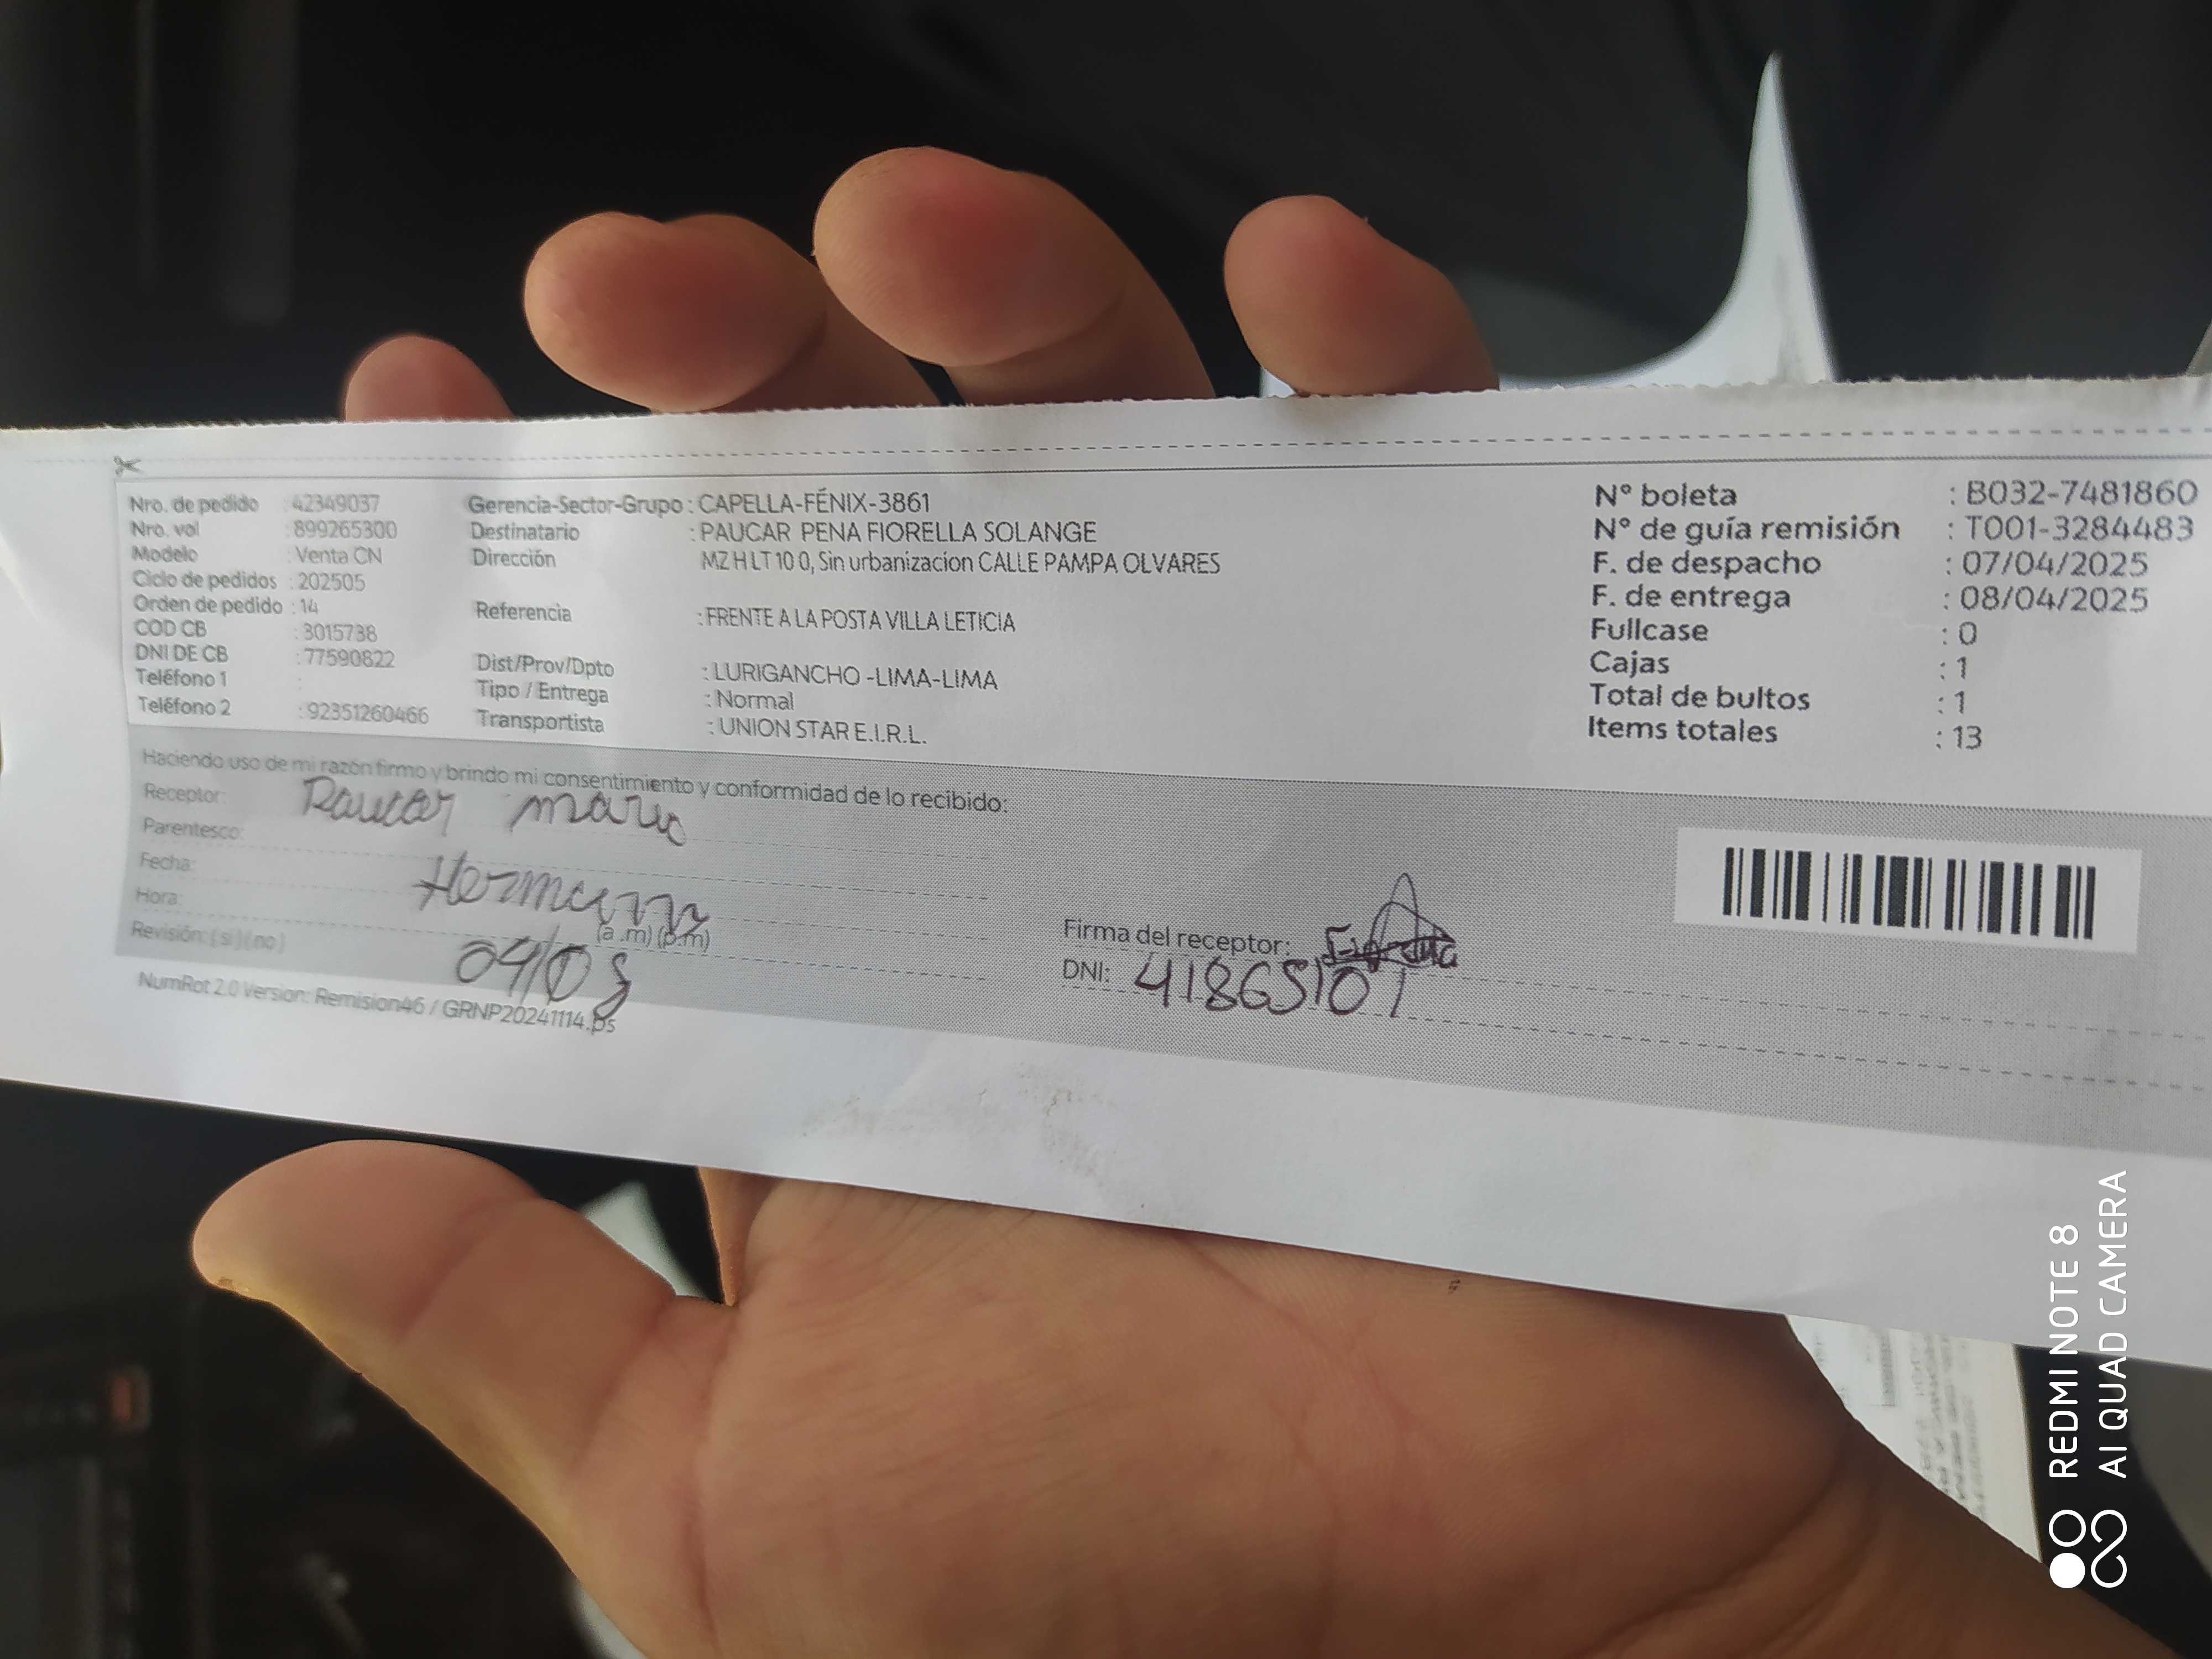 Nro. de pedido : 42349037
Nro. vol : 899265300
Modelo : Venta CN
Ciclo de pedidos : 202505
Orden de pedido : 14
COD CB : 3015738
DNI DE CB : 77590822
Teléfono 1 :
Teléfono 2 : 92351260466
Gerencia-Sector-Grupo : CAPELLA-FÉNIX-3861
Destinatario : PAUCAR PENA FIORELLA SOLANGE
Dirección MZ H LT 10 0, Sin urbanizacion CALLE PAMPA OLVARES
Referencia : FRENTE A LA POSTA VILLA LETICIA
Dist/Prov/Dpto : LURIGANCHO -LIMA-LIMA
Tipo / Entrega : Normal
Transportista : UNION STAR E.I.R.L.
N° boleta : B032-7481860
N° de guía remisión : T001-3284483
F. de despacho : 07/04/2025
F. de entrega : 08/04/2025
Fullcase : 0
Cajas : 1
Total de bultos : 1
Items totales : 13
Haciendo uso de mi razón firmo y brindo mi consentimiento y conformidad de lo recibido:
Receptor: Paucar
Parentesco:
Fecha:
Hora: (a .m) (p.m)
Revisión: ( si ) ( no )
Firma del receptor:
DNI: 41865101
NumRot 2.0 Version: Remision46 / GRNP20241114.ps
REDMI NOTE 8
AI QUAD CAMERA